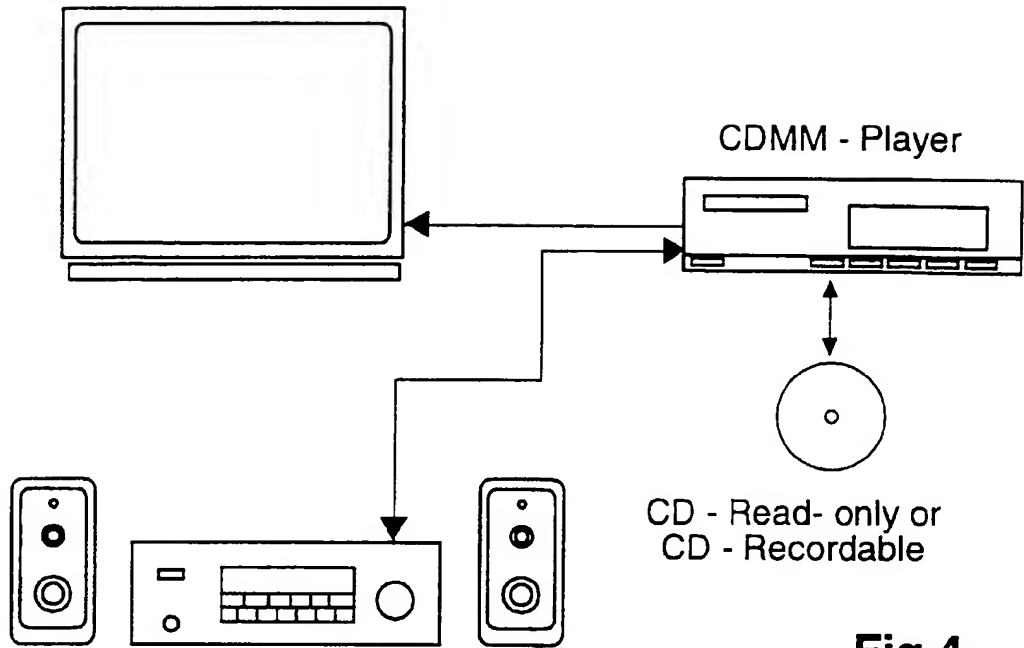 CDMM - Player
CD - Read- only or
CD - Recordable
Fig 4